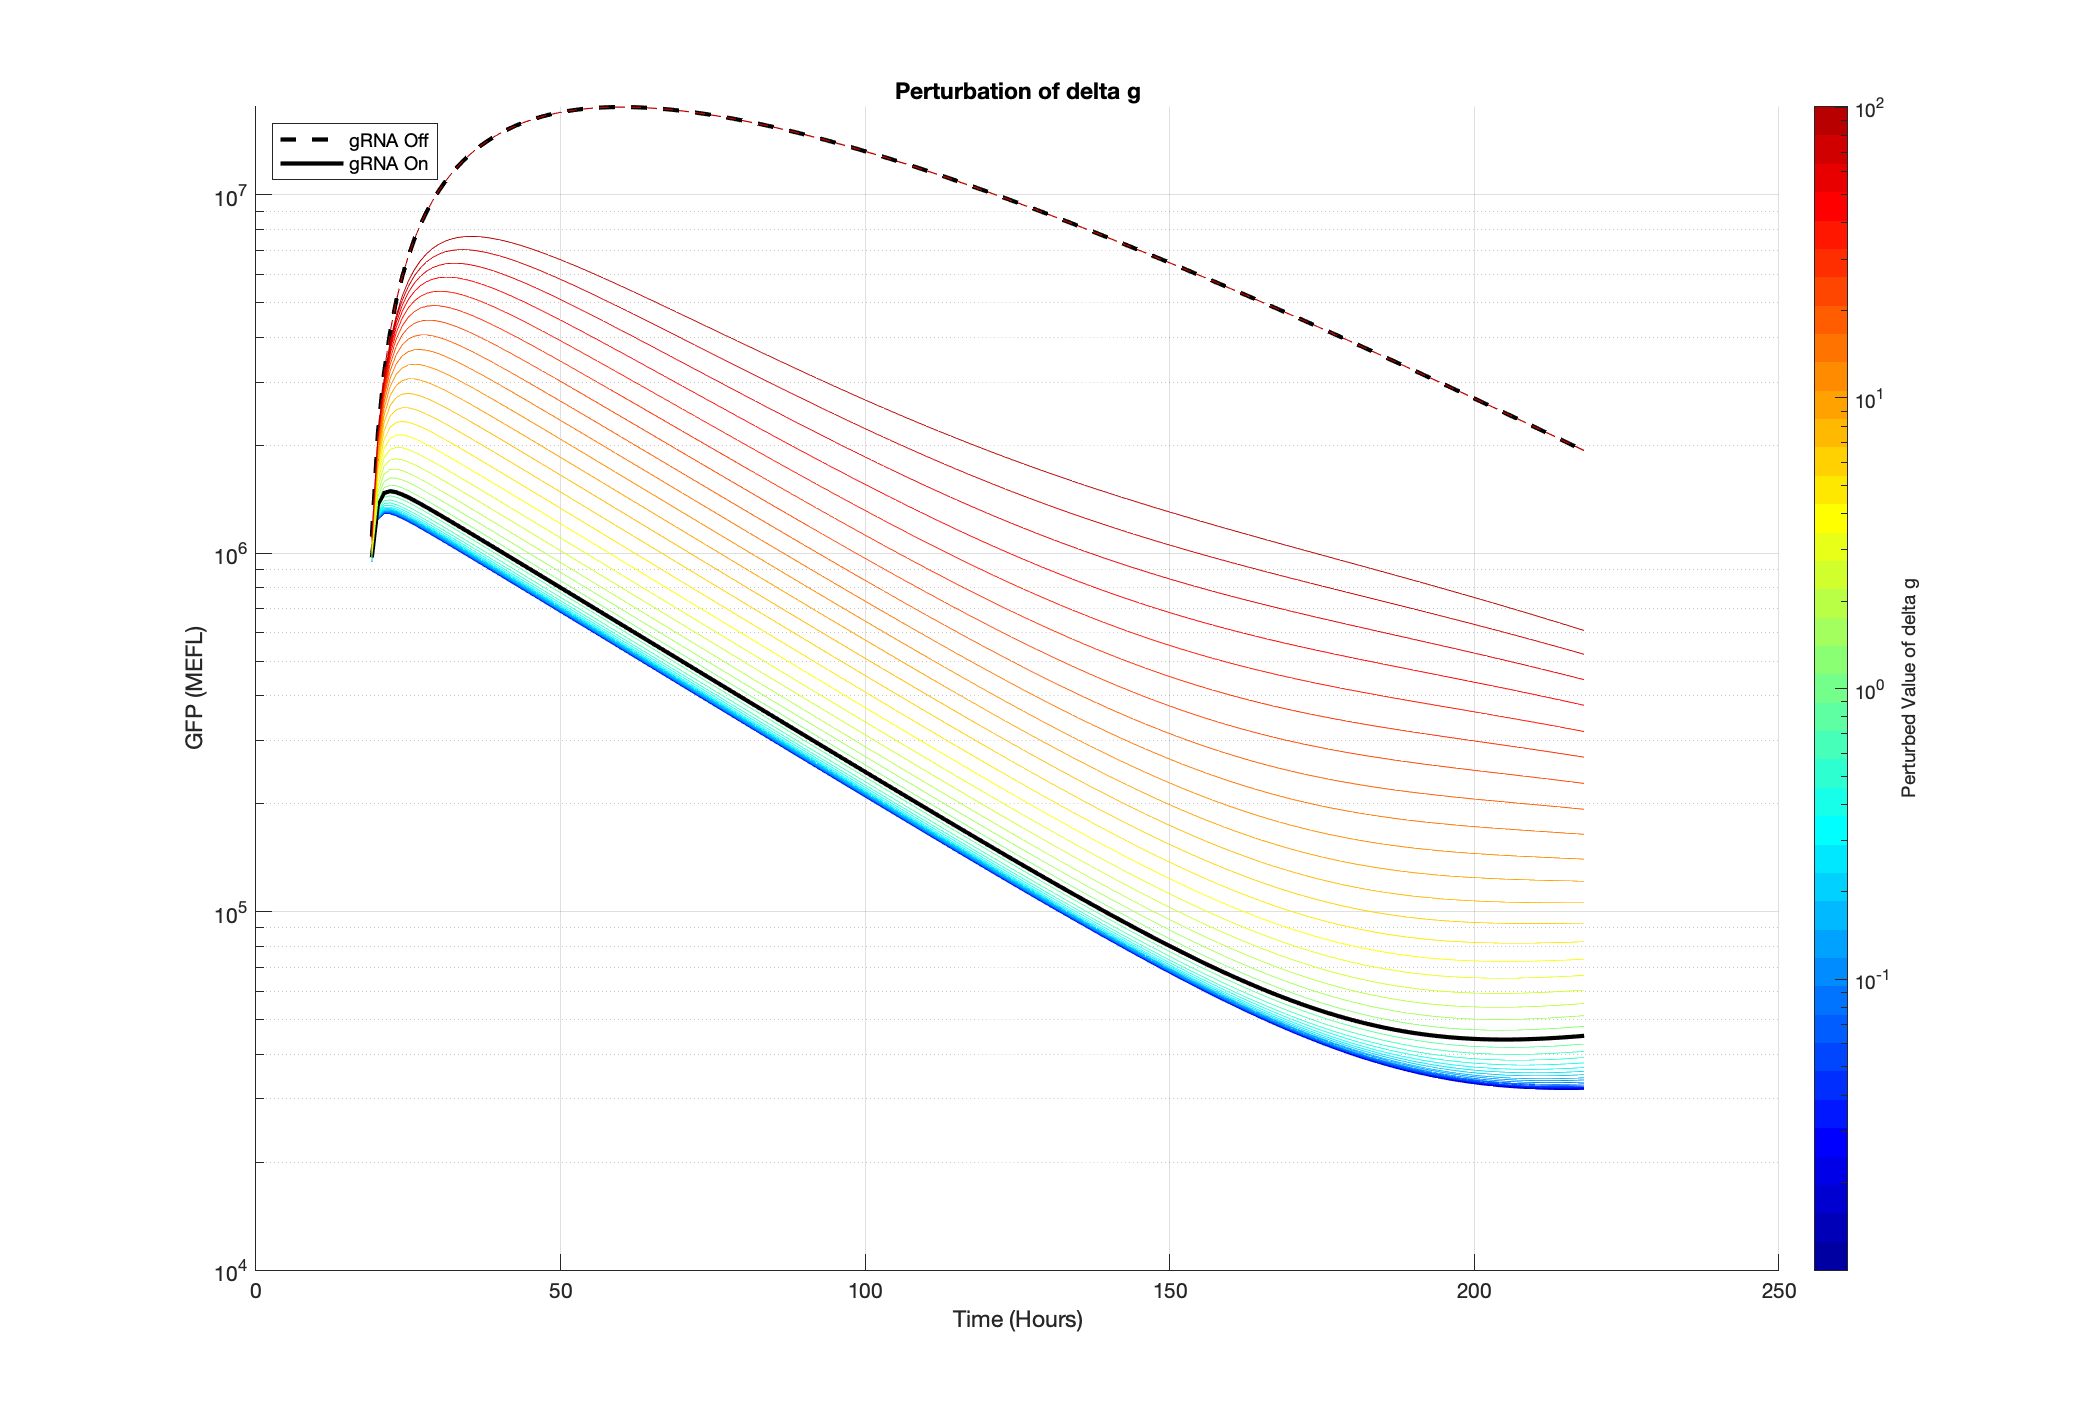 Perturbation of delta g
gRNA Off
gRNA On
10^7
10^6
10^5
10^4
GFP (MEFL)
0 50 100 150 200 250
Time (Hours)
10^2
10^1
10^0
10^-1
Perturbed Value of delta g